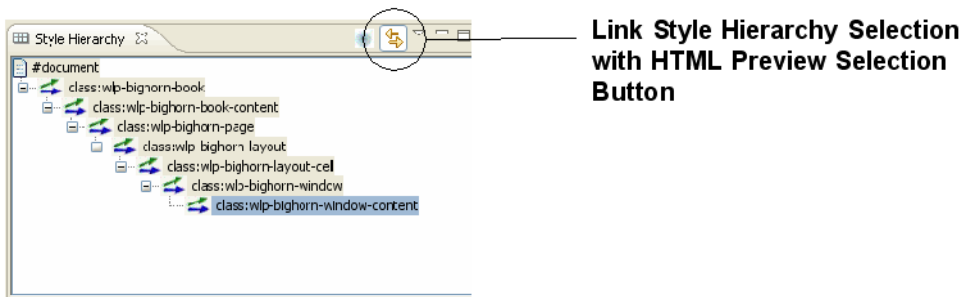 Style Hierarchy
Link Style Hierarchy Selection
with HTML Preview Selection
Button
#document
class:wlp-bighorn-book
class:wlp-bighorn-book-content
class:wlp-bighorn-page
class:wlp-bighorn-layout
class:wlp-bighorn-layout-cell
class:wlp-bighorn-window
class:wlp-bighorn-window-content